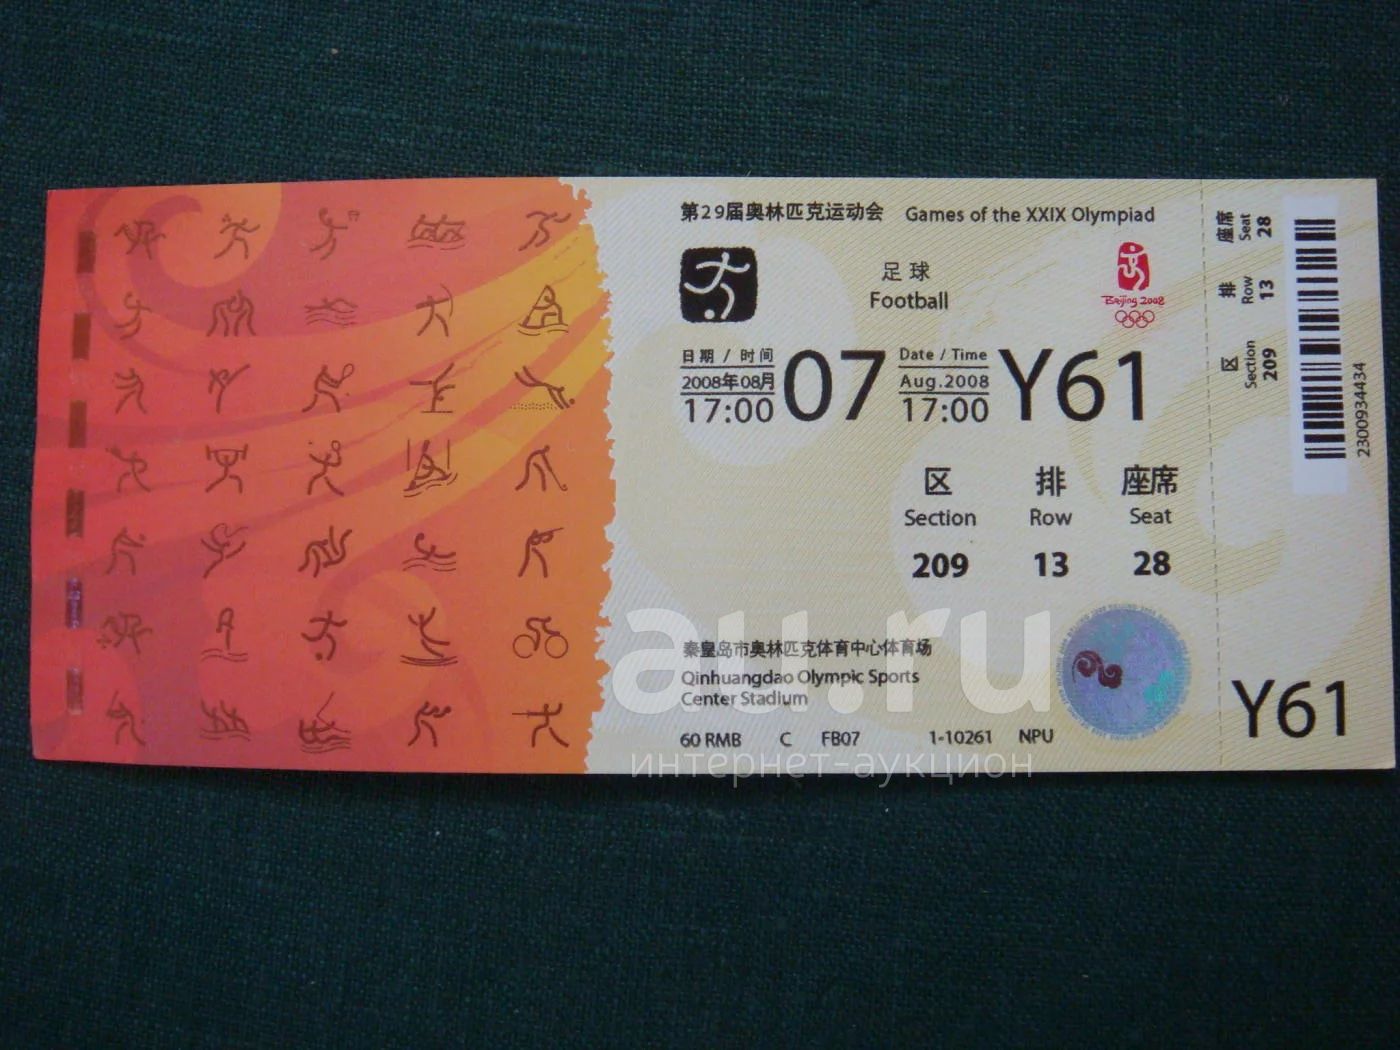 第29届奥林匹克运动会 Games of the XXIX Olympiad
足球
Football
Beijing 2008
日期 / 时间
2008年08月
17:00
07
Date / Time
Aug.2008
17:00
Y61
区 排 座席
Section Row Seat
209 13 28
秦皇岛市奥林匹克体育中心体育场
Qinhuangdao Olympic Sports
Center Stadium
60 RMB C FB07 1-10261 NPU
座席 Seat 28
排 Row 13
区 Section 209
2300934434
Y61
au.ru
интернет-аукцион